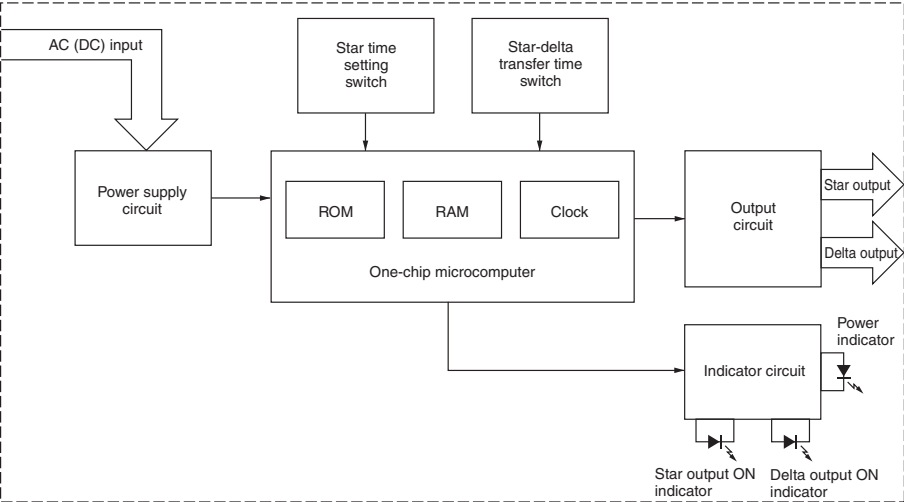 AC (DC) input
Star time
setting
switch
Star-delta
transfer time
switch
Power supply
circuit
ROM
RAM
Clock
One-chip microcomputer
Output
circuit
Star output
Delta output
Power
indicator
Indicator circuit
Star output ON
indicator
Delta output ON
indicator